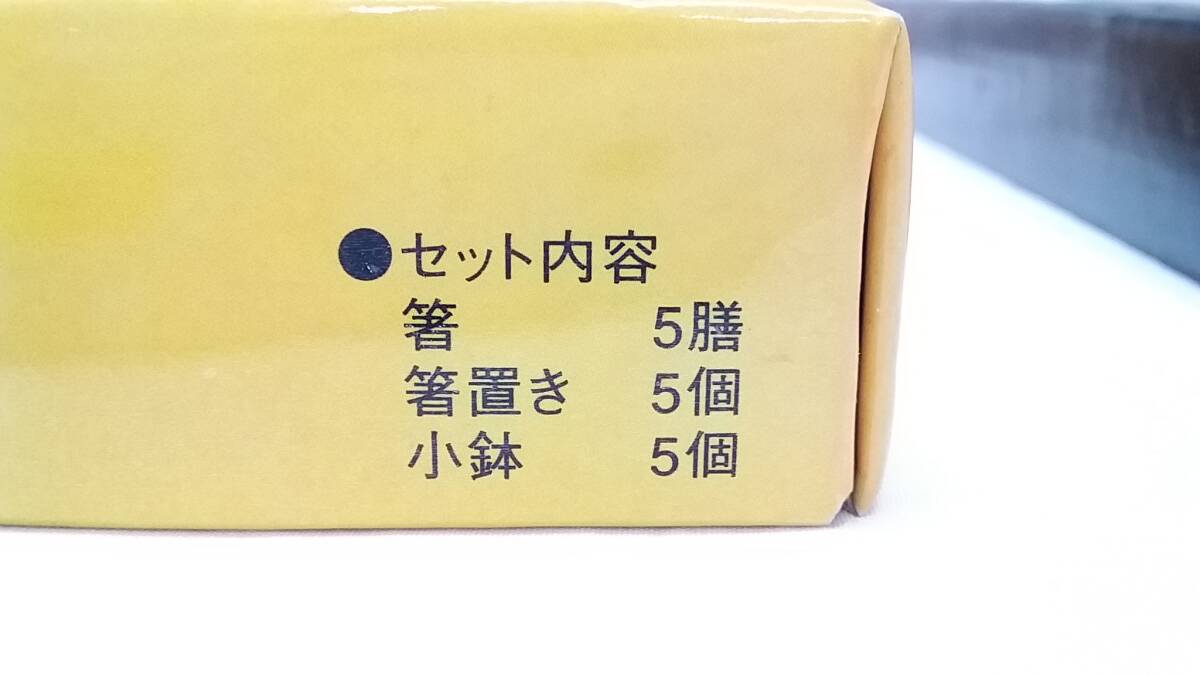 ●セット内容
箸 5膳
箸置き 5個
小鉢 5個